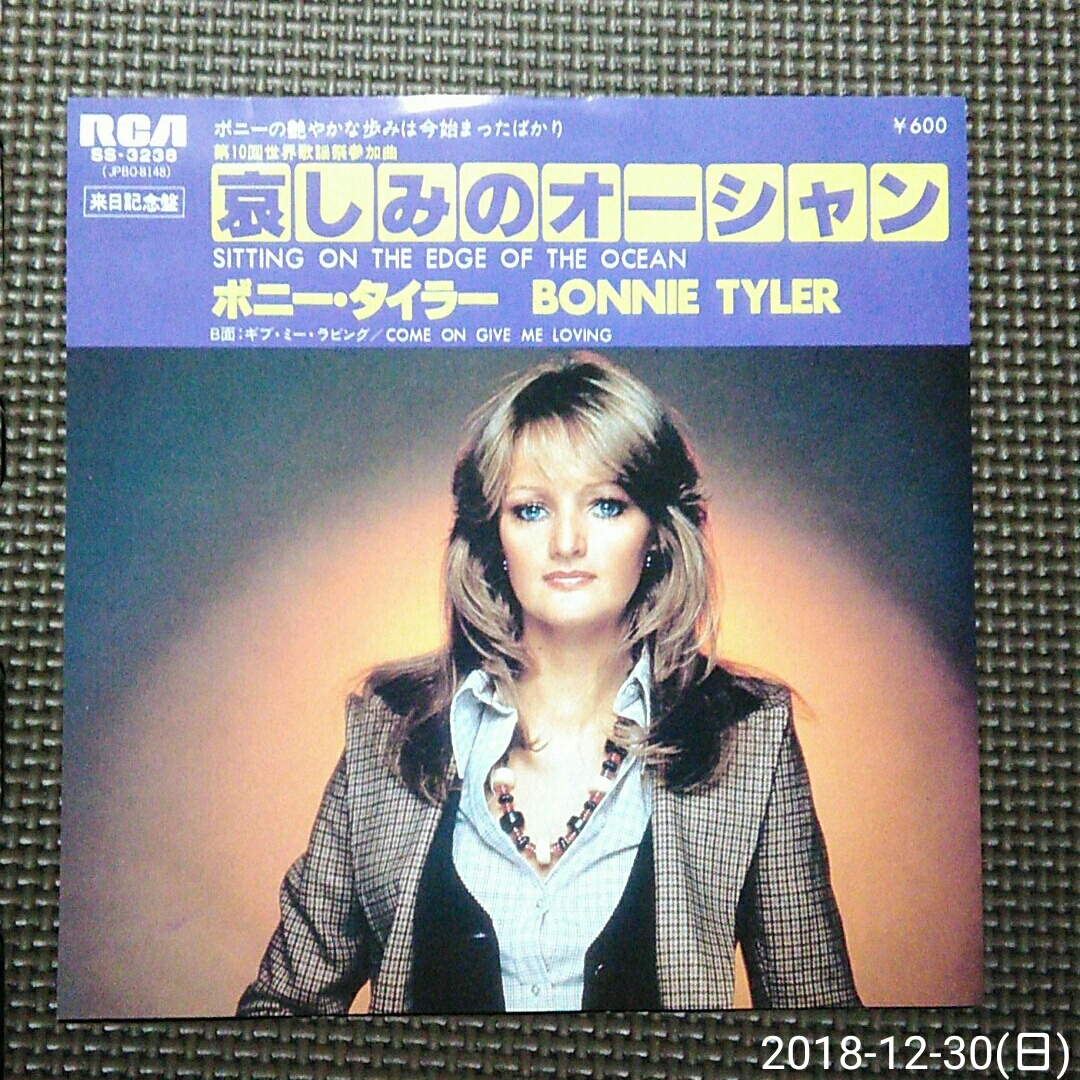 RCA
SS-3236
(JPBO-8148)
来日記念盤
ボニーの艶やかな歩みは今始まったばかり
¥600
第10回世界歌謡祭参加曲
哀しみのオーシャン
SITTING ON THE EDGE OF THE OCEAN
ボニー・タイラー BONNIE TYLER
B面:ギブ・ミー・ラビング/COME ON GIVE ME LOVING
2018-12-30(日)